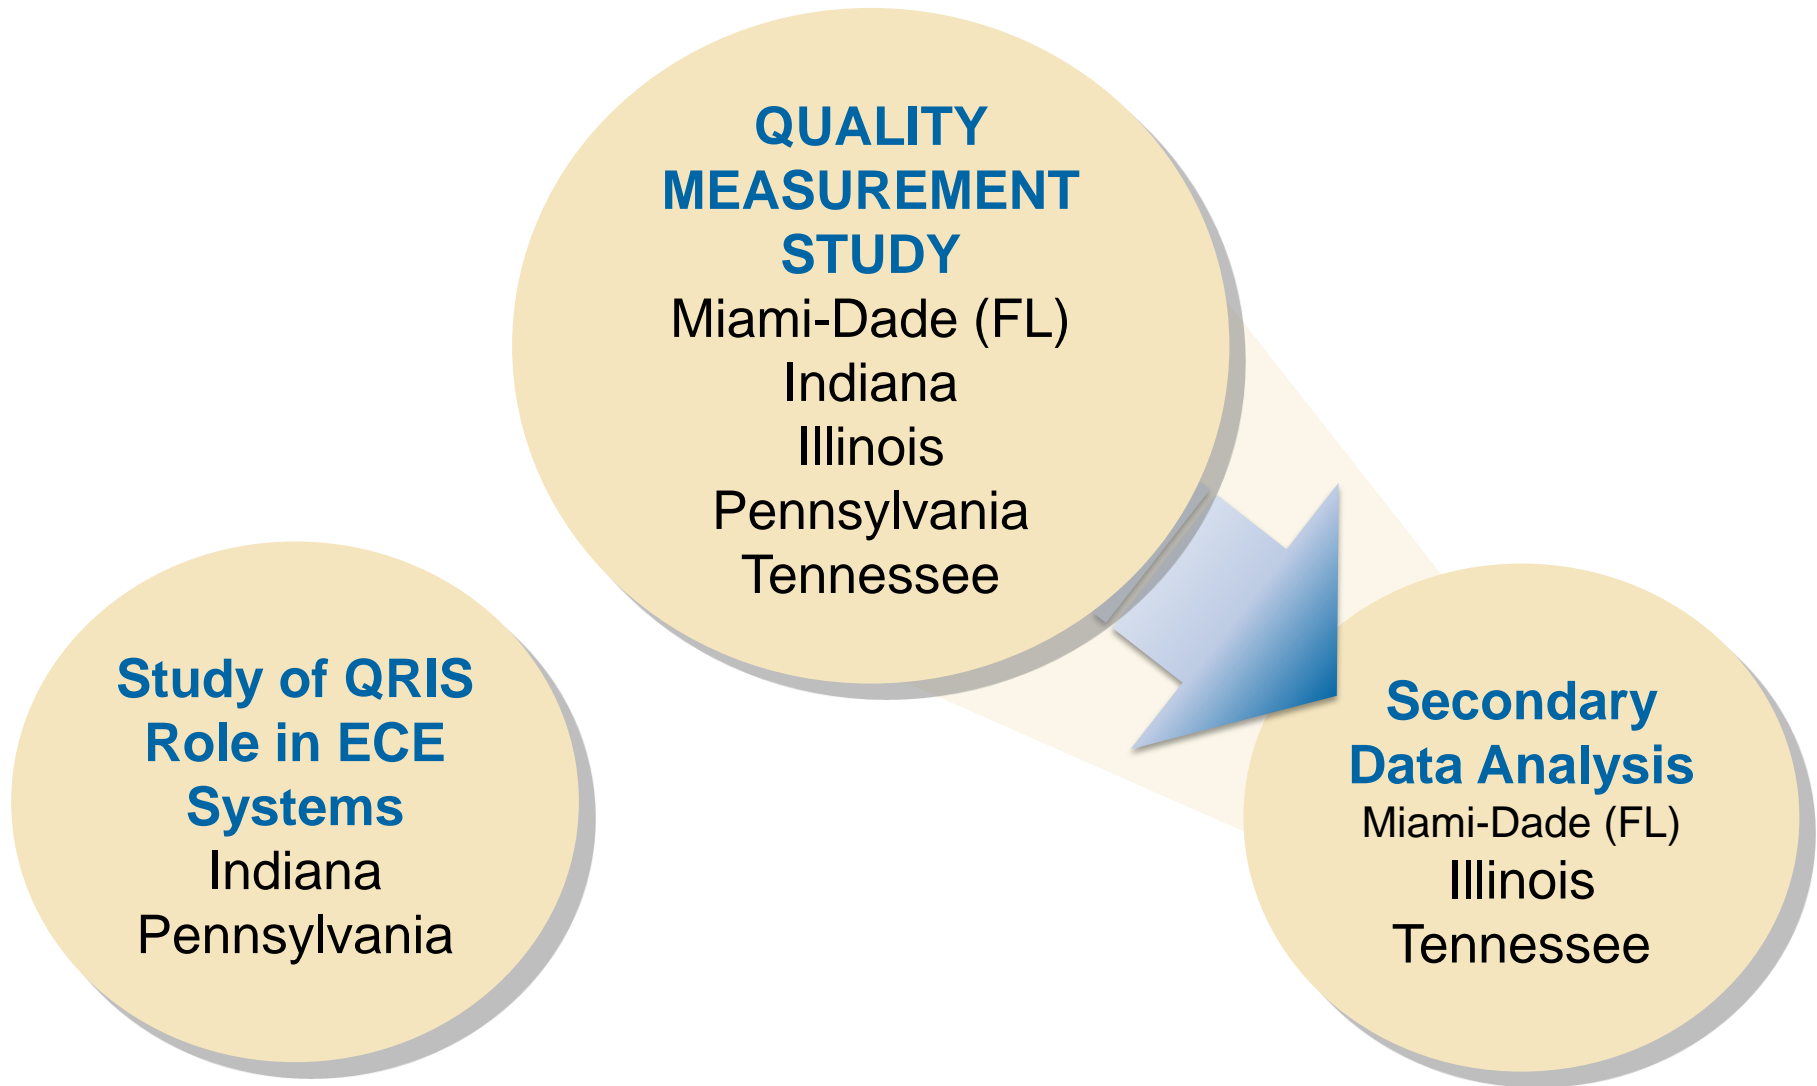 QUALITY
MEASUREMENT
STUDY
Miami-Dade (FL)
Indiana
Illinois
Pennsylvania
Tennessee
Study of QRIS
Role in ECE
Systems
Indiana
Pennsylvania
Secondary
Data Analysis
Miami-Dade (FL)
Illinois
Tennessee